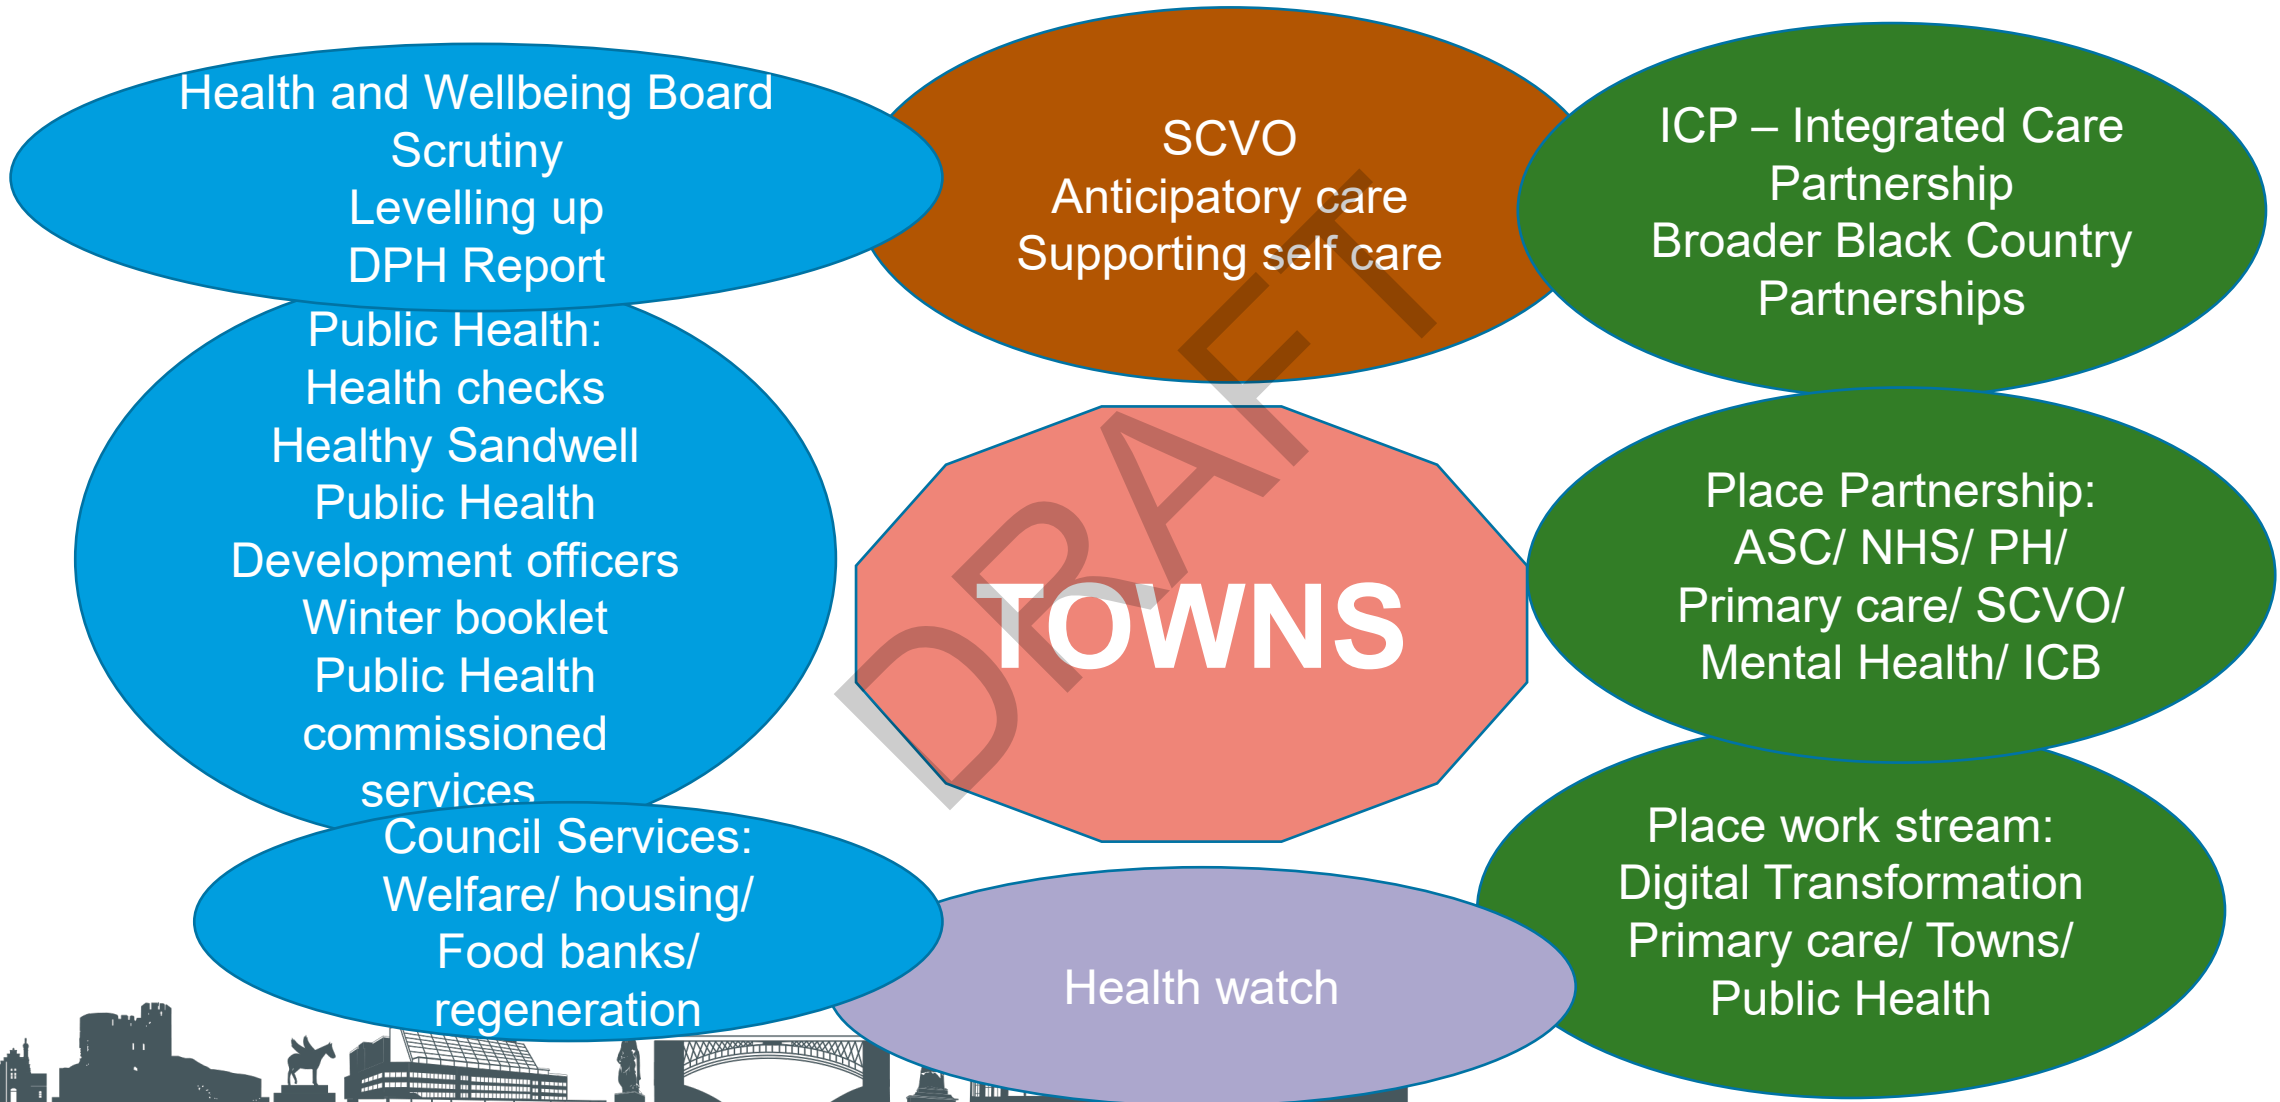 Health and Wellbeing Board
Scrutiny
Levelling up
DPH Report
SCVO
Anticipatory care
Supporting self care
ICP – Integrated Care
Partnership
Broader Black Country
Partnerships
Public Health:
Health checks
Healthy Sandwell
Public Health
Development officers
Winter booklet
Public Health
commissioned
services
TOWNS
DRAFT
Place Partnership:
ASC/ NHS/ PH/
Primary care/ SCVO/
Mental Health/ ICB
Council Services:
Welfare/ housing/
Food banks/
regeneration
Health watch
Place work stream:
Digital Transformation
Primary care/ Towns/
Public Health